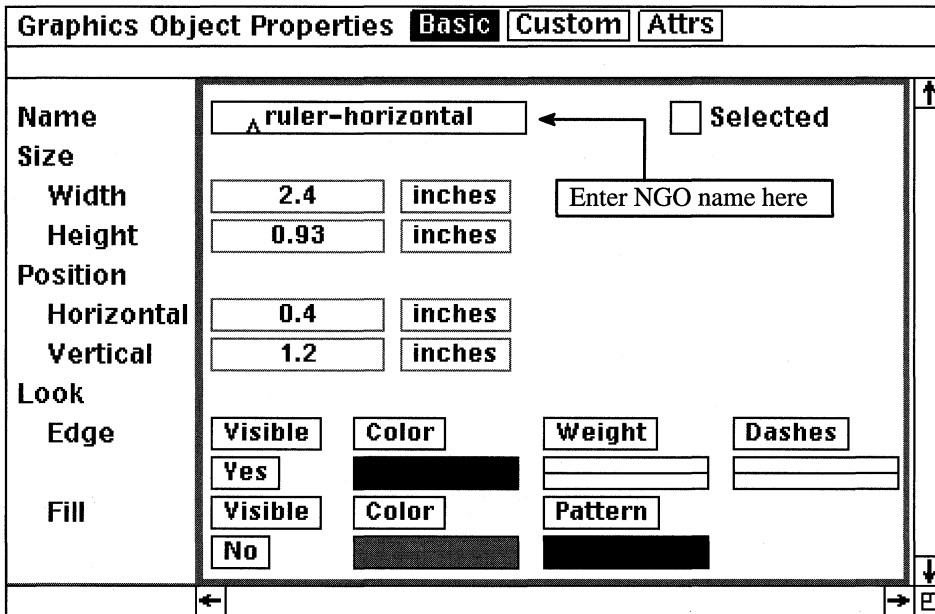 Graphics Object Properties Basic Custom Attrs
Name ^ ruler-horizontal Selected
Size
Enter NGO name here
Width 2.4 inches
Height 0.93 inches
Position
Horizontal 0.4 inches
Vertical 1.2 inches
Look
Edge Visible Color Weight Dashes
Yes
Fill Visible Color Pattern
No